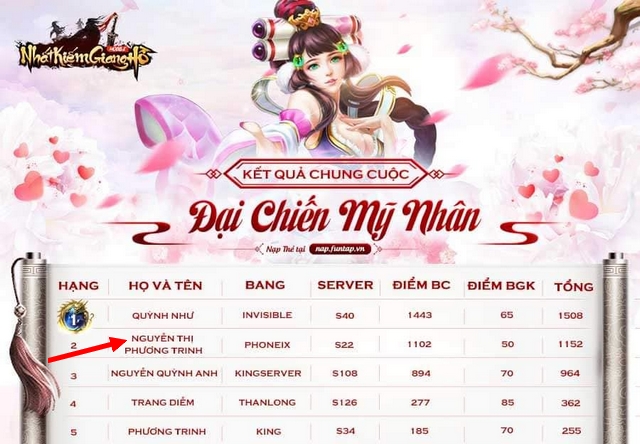 MOBILE
Nhất Kiếm Giang Hồ
KẾT QUẢ CHUNG CUỘC
Đại Chiến Mỹ Nhân
Nạp Thẻ tại nap.funtap.vn
HẠNG HỌ VÀ TÊN BANG SERVER ĐIỂM BC ĐIỂM BGK TỔNG
1 QUỲNH NHƯ INVISIBLE S40 1443 65 1508
2 NGUYỄN THỊ PHƯƠNG TRINH PHONEIX S22 1102 50 1152
3 NGUYỄN QUỲNH ANH KINGSERVER S108 894 70 964
4 TRANG DIỄM THANLONG S126 277 85 362
5 PHƯƠNG TRINH KING S34 185 70 255